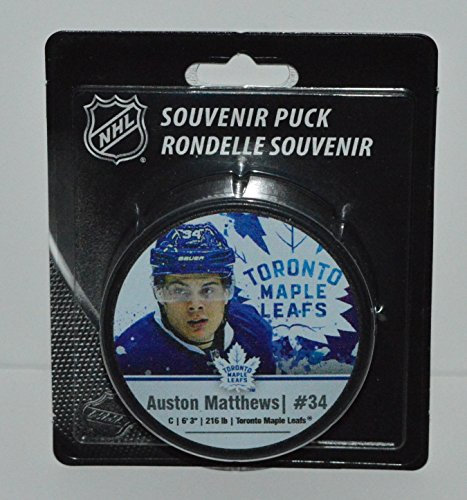 NHL
SOUVENIR PUCK
RONDELLE SOUVENIR
34
BAUER
TORONTO
MAPLE
LEAFS
TORONTO
MAPLE
LEAFS
Auston Matthews| #34
C | 6' 3" | 216 lb | Toronto Maple Leafs®